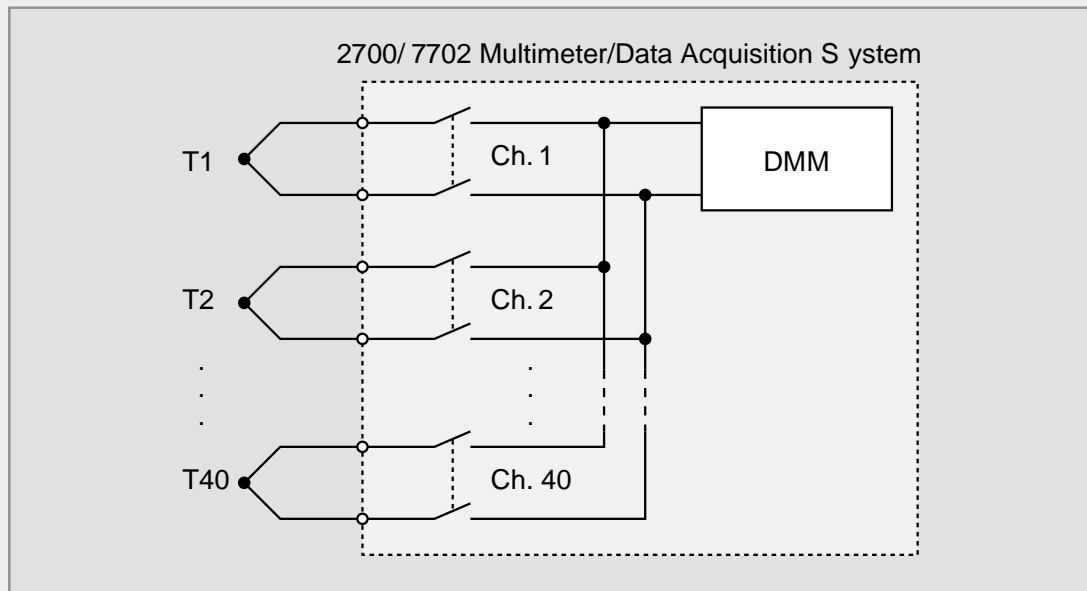 2700/ 7702 Multimeter/Data Acquisition S ystem
T1
Ch. 1
DMM
T2
Ch. 2
.
.
.
.
.
.
T40
Ch. 40